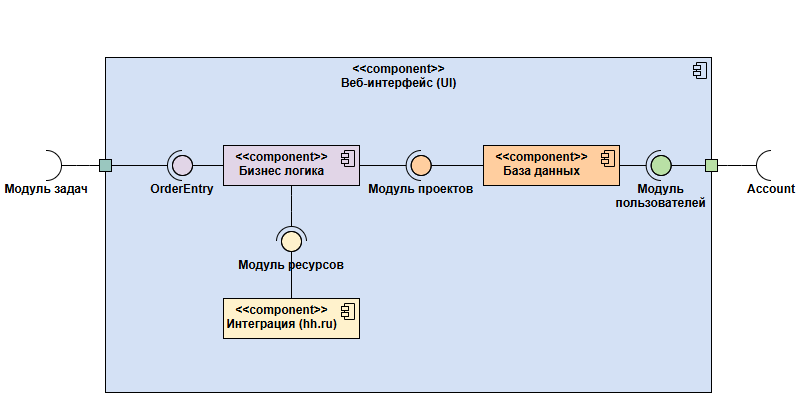 <<component>>
Веб-интерфейс (UI)
<<component>>
Бизнес логика
<<component>>
База данных
Модуль задач
OrderEntry
Модуль проектов
Модуль
пользователей
Account
Модуль ресурсов
<<component>>
Интеграция (hh.ru)